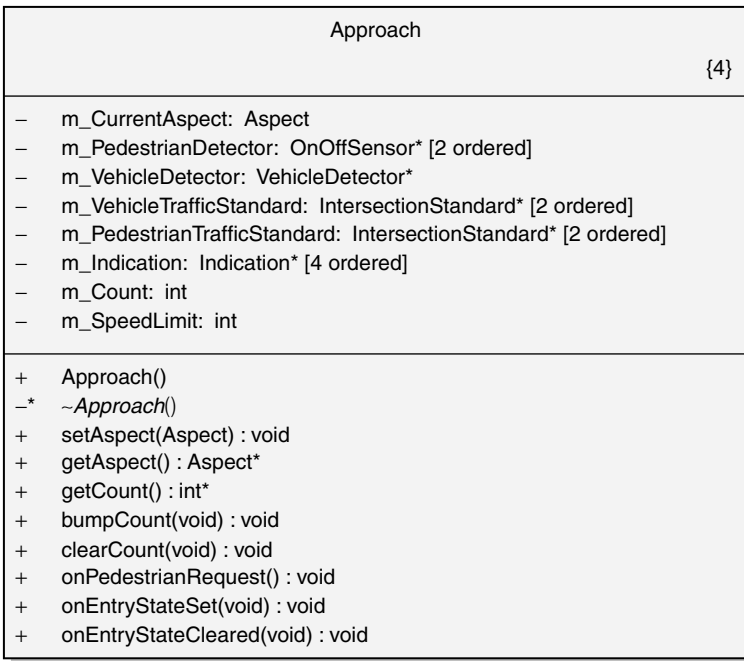 Approach
{4}
– m_CurrentAspect: Aspect
– m_PedestrianDetector: OnOffSensor* [2 ordered]
– m_VehicleDetector: VehicleDetector*
– m_VehicleTrafficStandard: IntersectionStandard* [2 ordered]
– m_PedestrianTrafficStandard: IntersectionStandard* [2 ordered]
– m_Indication: Indication* [4 ordered]
– m_Count: int
– m_SpeedLimit: int
+ Approach()
–* ~Approach()
+ setAspect(Aspect) : void
+ getAspect() : Aspect*
+ getCount() : int*
+ bumpCount(void) : void
+ clearCount(void) : void
+ onPedestrianRequest() : void
+ onEntryStateSet(void) : void
+ onEntryStateCleared(void) : void